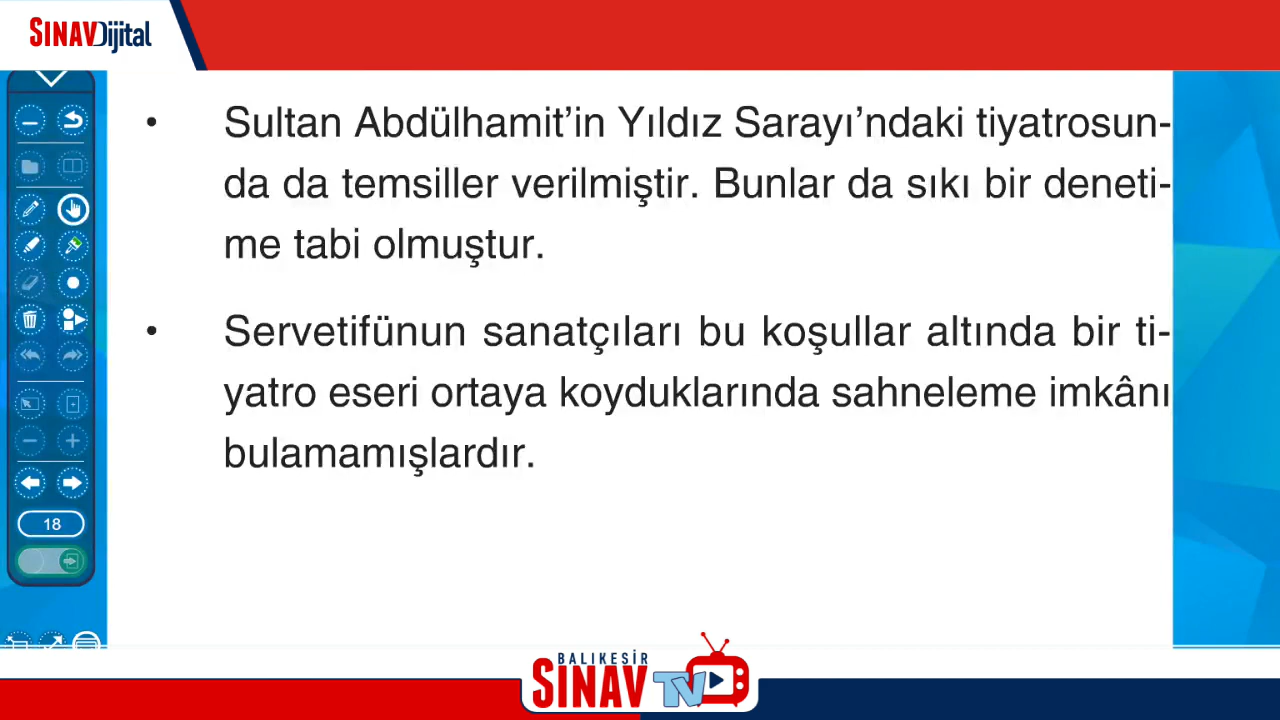 SINAVDijital
• Sultan Abdülhamit’in Yıldız Sarayı’ndaki tiyatrosun-
da da temsiller verilmiştir. Bunlar da sıkı bir deneti-
me tabi olmuştur.
• Servetifünun sanatçıları bu koşullar altında bir ti-
yatro eseri ortaya koyduklarında sahneleme imkânı
bulamamışlardır.
18
BALIKESİR
SINAV TV